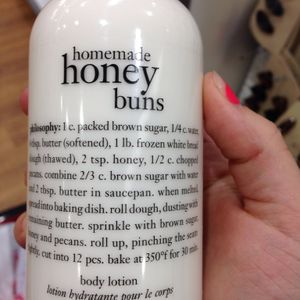 homemade
honey
buns
philosophy: 1 c. packed brown sugar, 1/4 c. water,
tbsp. butter (softened), 1 lb. frozen white bread
dough (thawed), 2 tsp. honey, 1/2 c. chopped
pecans. combine 2/3 c. brown sugar with water
and 2 tbsp. butter in saucepan. when melted,
spread into baking dish. roll dough, dusting with
remaining butter. sprinkle with brown sugar,
honey and pecans. roll up, pinching the seam
tightly, cut into 12 pcs. bake at 350ºf for 30 min.
body lotion
lotion hydratante pour le corps